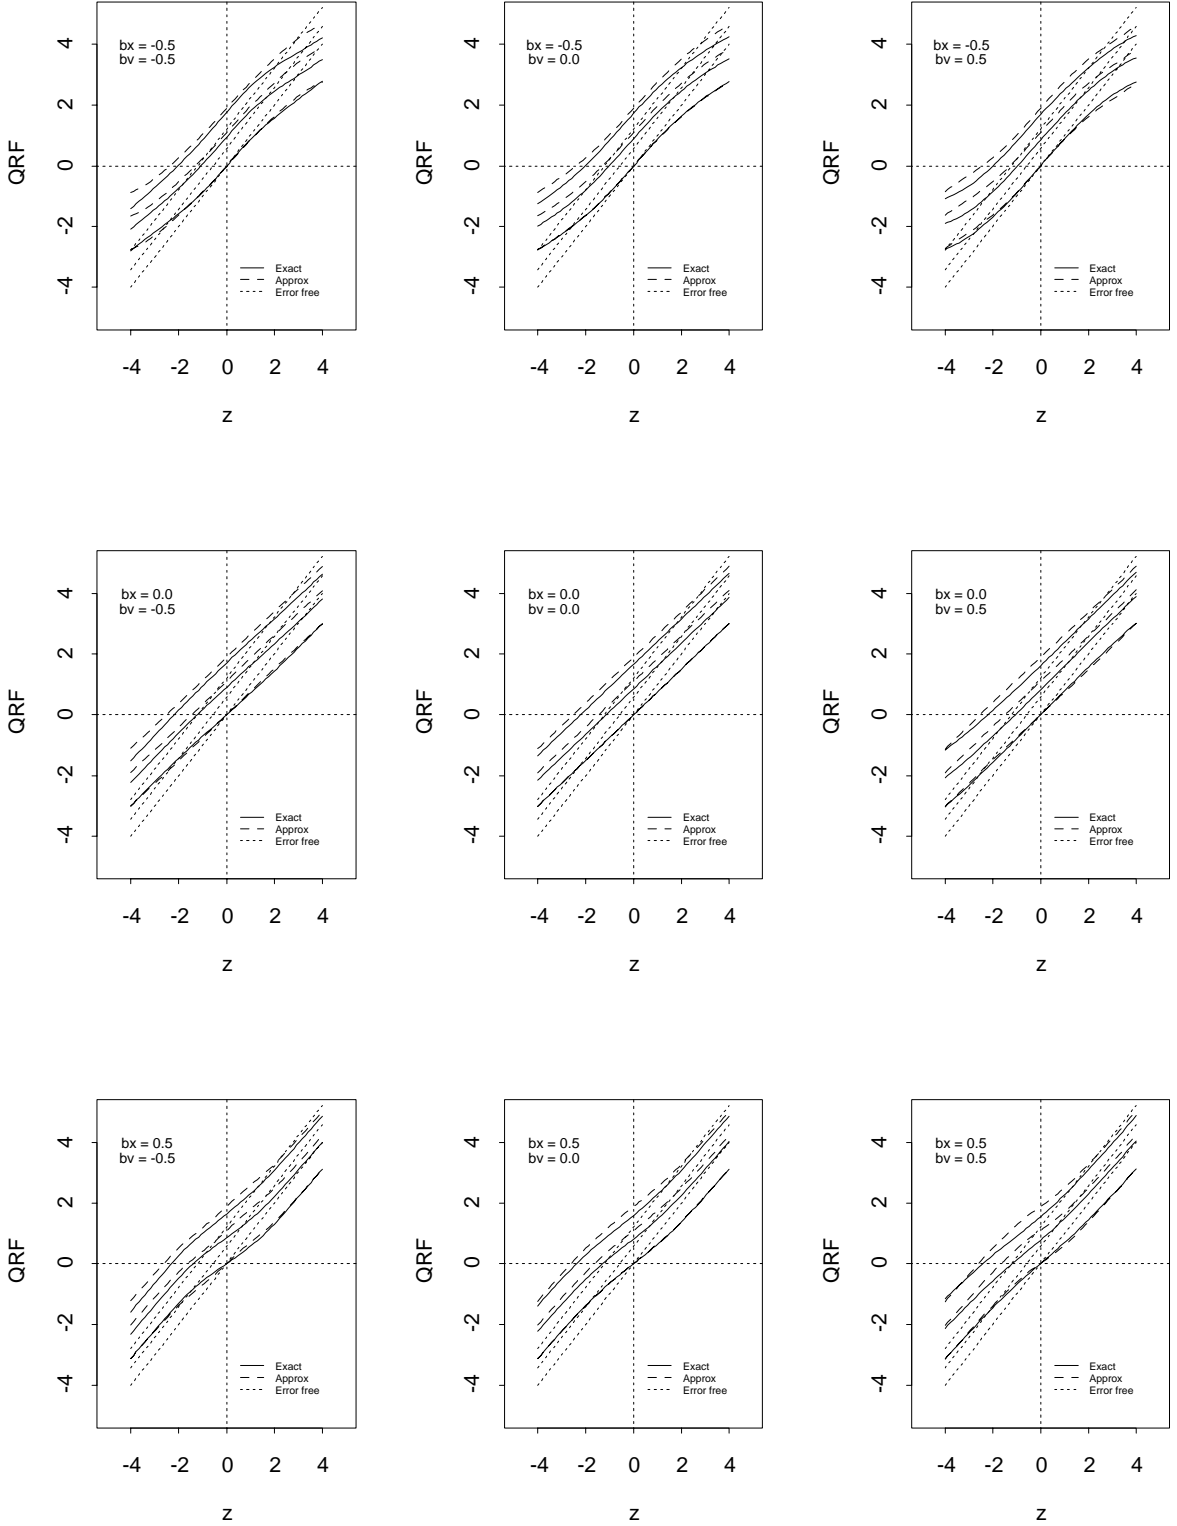 bx = -0.5
bv = -0.5
QRF
4
2
0
-2
-4
Exact
Approx
Error free
-4 -2 0 2 4
z
bx = -0.5
bv = 0.0
QRF
4
2
0
-2
-4
Exact
Approx
Error free
-4 -2 0 2 4
z
bx = -0.5
bv = 0.5
QRF
4
2
0
-2
-4
Exact
Approx
Error free
-4 -2 0 2 4
z
bx = 0.0
bv = -0.5
QRF
4
2
0
-2
-4
Exact
Approx
Error free
-4 -2 0 2 4
z
bx = 0.0
bv = 0.0
QRF
4
2
0
-2
-4
Exact
Approx
Error free
-4 -2 0 2 4
z
bx = 0.0
bv = 0.5
QRF
4
2
0
-2
-4
Exact
Approx
Error free
-4 -2 0 2 4
z
bx = 0.5
bv = -0.5
QRF
4
2
0
-2
-4
Exact
Approx
Error free
-4 -2 0 2 4
z
bx = 0.5
bv = 0.0
QRF
4
2
0
-2
-4
Exact
Approx
Error free
-4 -2 0 2 4
z
bx = 0.5
bv = 0.5
QRF
4
2
0
-2
-4
Exact
Approx
Error free
-4 -2 0 2 4
z